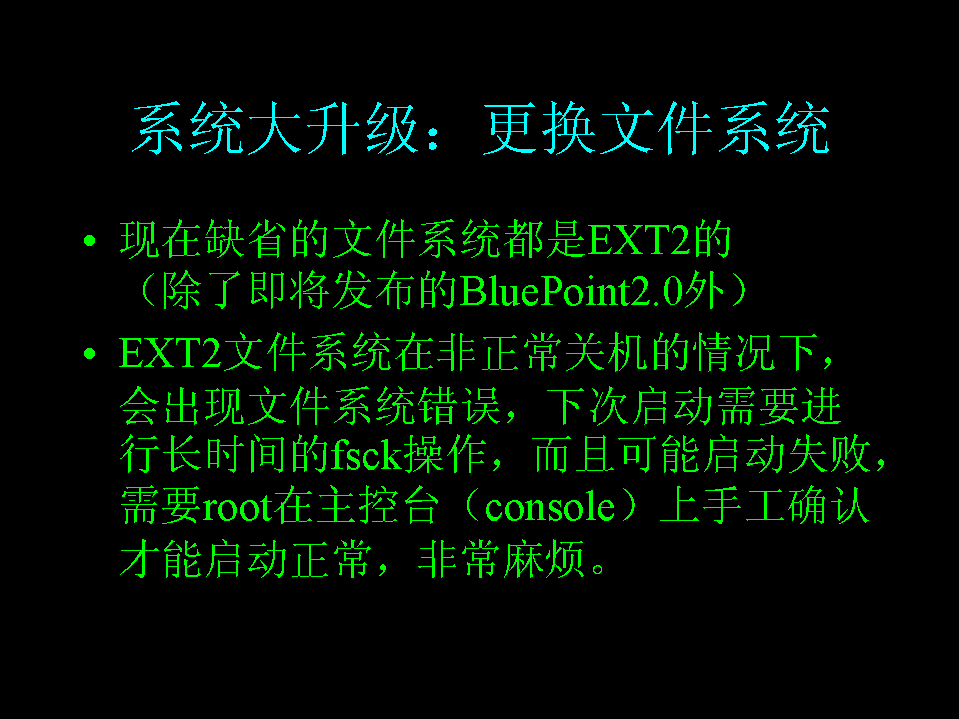 系统大升级：更换文件系统
• 现在缺省的文件系统都是EXT2的
（除了即将发布的BluePoint2.0外）
• EXT2文件系统在非正常关机的情况下，
会出现文件系统错误，下次启动需要进
行长时间的fsck操作，而且可能启动失败，
需要root在主控台（console）上手工确认
才能启动正常，非常麻烦。